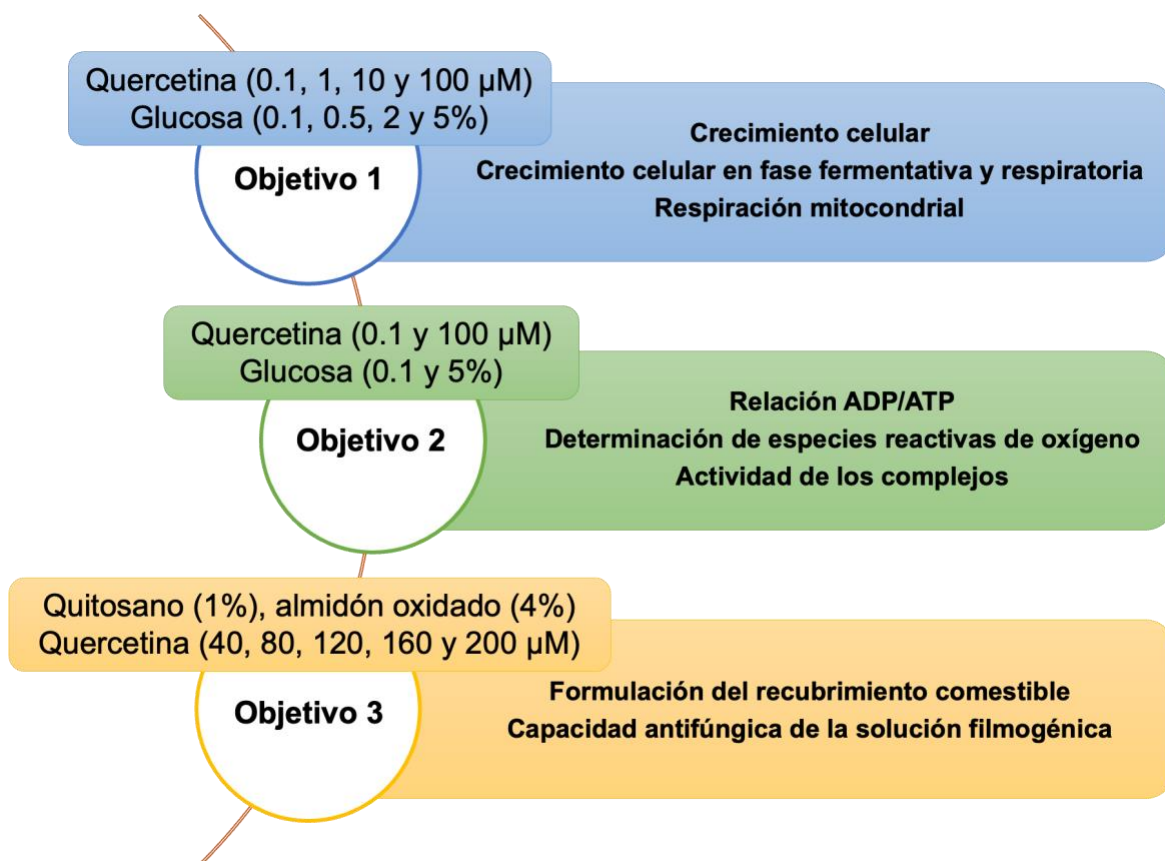 Quercetina (0.1, 1, 10 y 100 µM)
Glucosa (0.1, 0.5, 2 y 5%)
Objetivo 1
Crecimiento celular
Crecimiento celular en fase fermentativa y respiratoria
Respiración mitocondrial
Quercetina (0.1 y 100 µM)
Glucosa (0.1 y 5%)
Objetivo 2
Relación ADP/ATP
Determinación de especies reactivas de oxígeno
Actividad de los complejos
Quitosano (1%), almidón oxidado (4%)
Quercetina (40, 80, 120, 160 y 200 µM)
Objetivo 3
Formulación del recubrimiento comestible
Capacidad antifúngica de la solución filmogénica